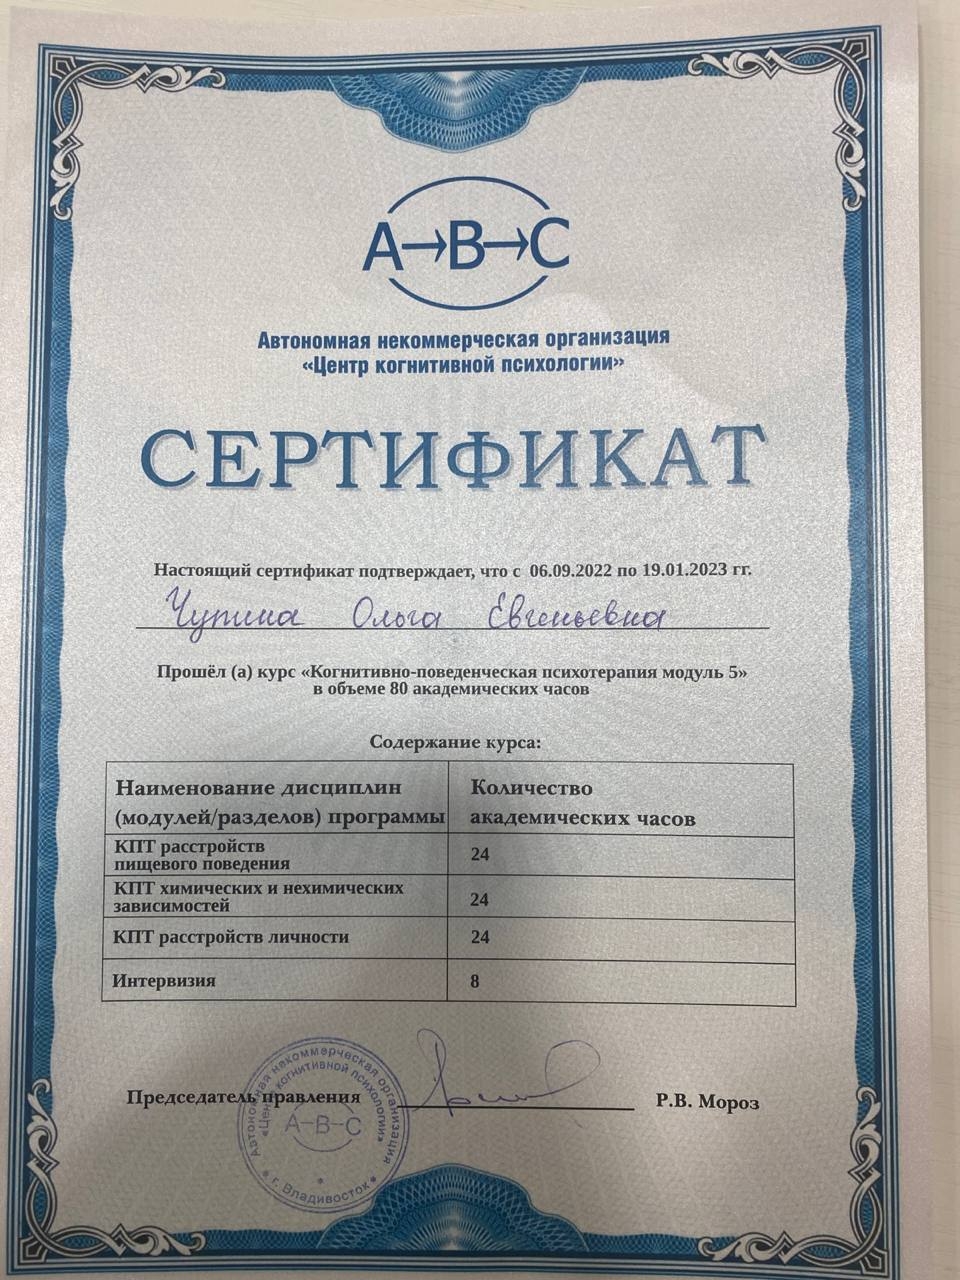 A→B→C
Автономная некоммерческая организация
«Центр когнитивной психологии»
СЕРТИФИКАТ
Настоящий сертификат подтверждает, что с 06.09.2022 по 19.01.2023 гг.
Чупина Ольга Евгеньевна
Прошёл (а) курс «Когнитивно-поведенческая психотерапия модуль 5»
в объеме 80 академических часов
Содержание курса:
Наименование дисциплин
(модулей/разделов) программы
Количество
академических часов
КПТ расстройств
пищевого поведения
24
КПТ химических и нехимических
зависимостей
24
КПТ расстройств личности
24
Интервизия
8
Председатель правления
Р.В. Мороз
Автономная некоммерческая организация
«Центр когнитивной психологии»
A-B-C
г. Владивосток